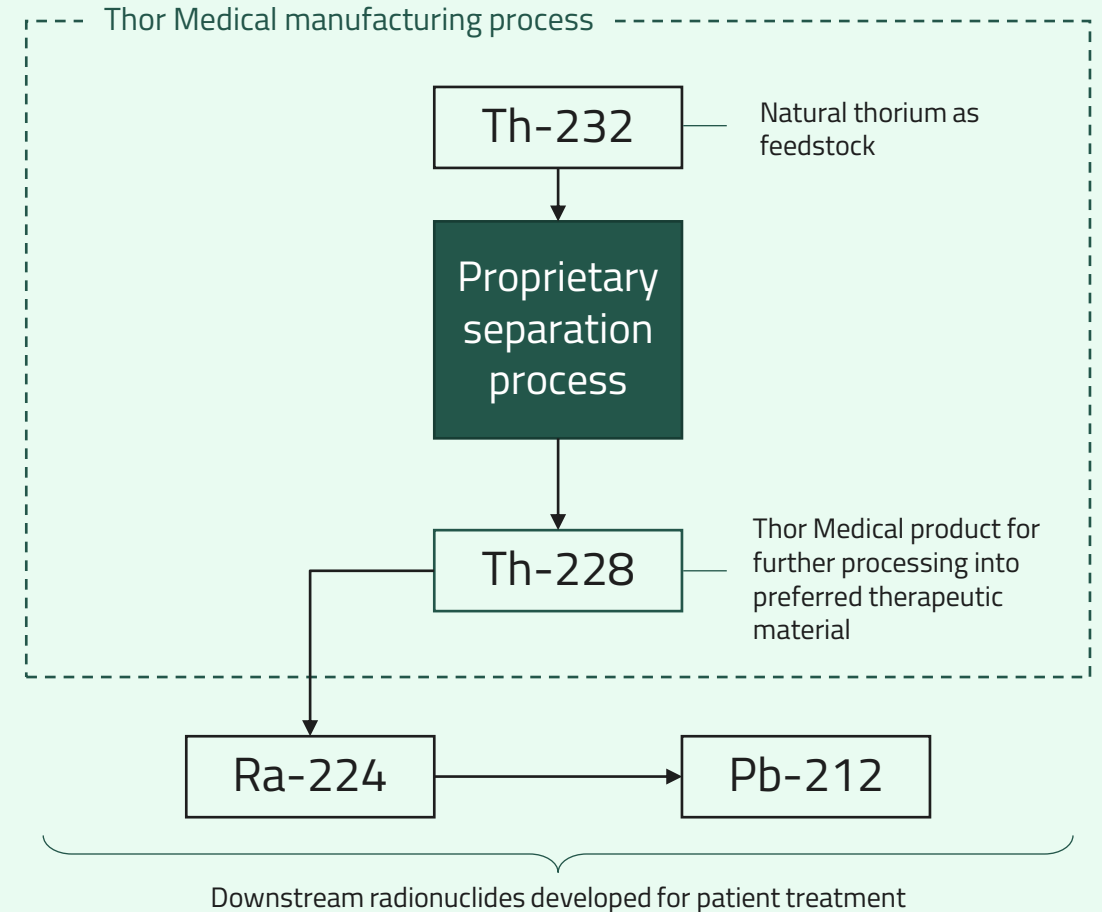 Thor Medical manufacturing process
Th-232
Natural thorium as
feedstock
Proprietary
separation
process
Th-228
Thor Medical product for
further processing into
preferred therapeutic
material
Ra-224
Pb-212
Downstream radionuclides developed for patient treatment